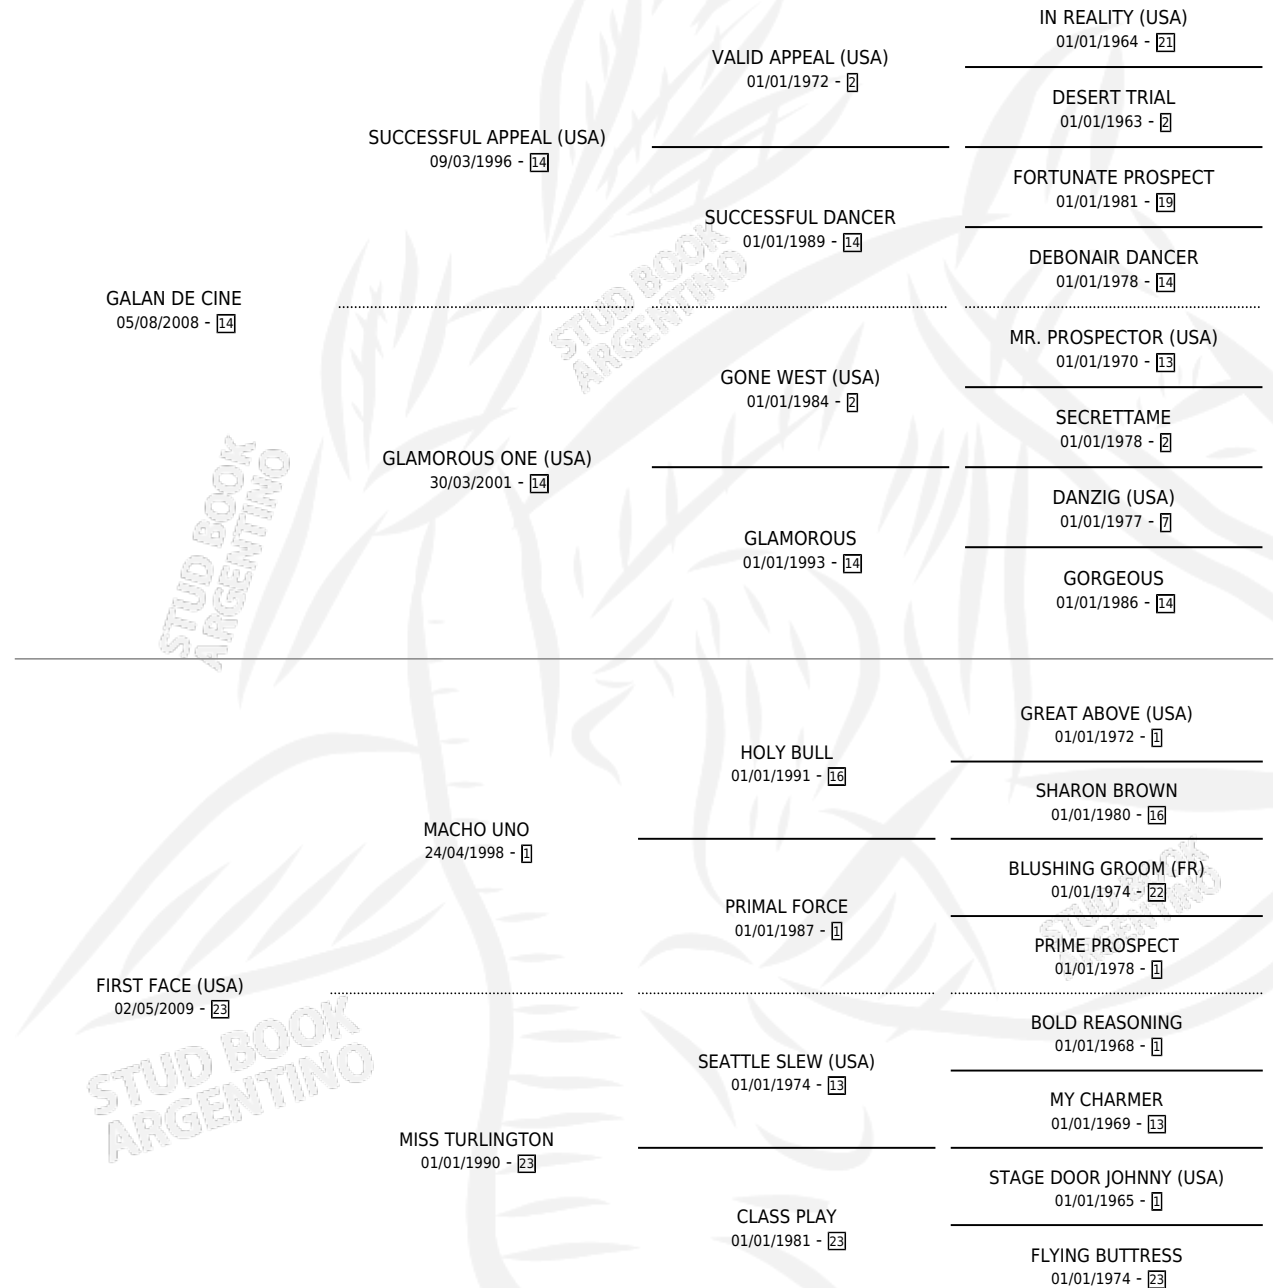 IN REALITY (USA)
01/01/1964 - 21
VALID APPEAL (USA)
01/01/1972 - 2
DESERT TRIAL
01/01/1963 - 2
SUCCESSFUL APPEAL (USA)
09/03/1996 - 14
FORTUNATE PROSPECT
01/01/1981 - 19
SUCCESSFUL DANCER
01/01/1989 - 14
DEBONAIR DANCER
01/01/1978 - 14
GALAN DE CINE
05/08/2008 - 14
STUD BOOK
ARGENTINO
MR. PROSPECTOR (USA)
01/01/1970 - 13
GONE WEST (USA)
01/01/1984 - 2
SECRETTAME
01/01/1978 - 2
GLAMOROUS ONE (USA)
30/03/2001 - 14
DANZIG (USA)
01/01/1977 - 7
GLAMOROUS
01/01/1993 - 14
GORGEOUS
01/01/1986 - 14
STUD BOOK
ARGENTINO
GREAT ABOVE (USA)
01/01/1972 - 1
HOLY BULL
01/01/1991 - 16
SHARON BROWN
01/01/1980 - 16
MACHO UNO
24/04/1998 - 1
BLUSHING GROOM (FR)
01/01/1974 - 22
PRIMAL FORCE
01/01/1987 - 1
STUD BOOK
ARGENTINO
PRIME PROSPECT
01/01/1978 - 1
FIRST FACE (USA)
02/05/2009 - 23
BOLD REASONING
01/01/1968 - 1
STUD BOOK
ARGENTINO
SEATTLE SLEW (USA)
01/01/1974 - 13
MY CHARMER
01/01/1969 - 13
MISS TURLINGTON
01/01/1990 - 23
STAGE DOOR JOHNNY (USA)
01/01/1965 - 1
CLASS PLAY
01/01/1981 - 23
FLYING BUTTRESS
01/01/1974 - 23